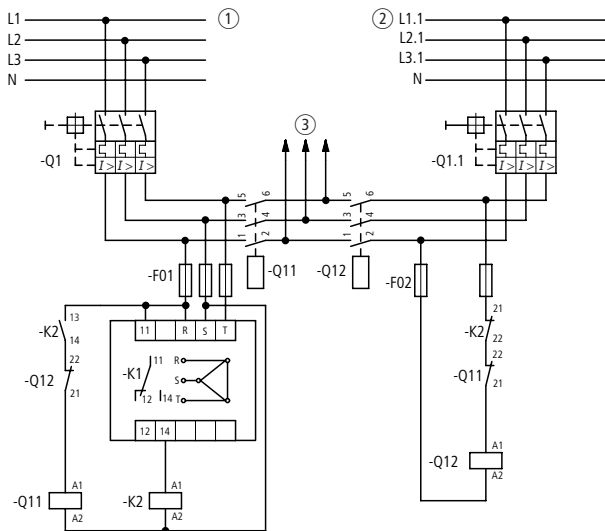 L1 ① ② L1.1
L2 L2.1
L3 L3.1
N N
-Q1 I> I> I> ③ -Q1.1 I> I> I>
5 6 5 6
3 4 3 4
1 2 1 2
-F01 -Q11 -Q12 -F02
13 11 R S T 21
-K2 -K2
14 22
22 -K1 11 R 22
-Q12 S -Q11
21 12 14 T 21
12 14
A1 A1 -Q12 A1
-Q11 -K2 A2
A2 A2